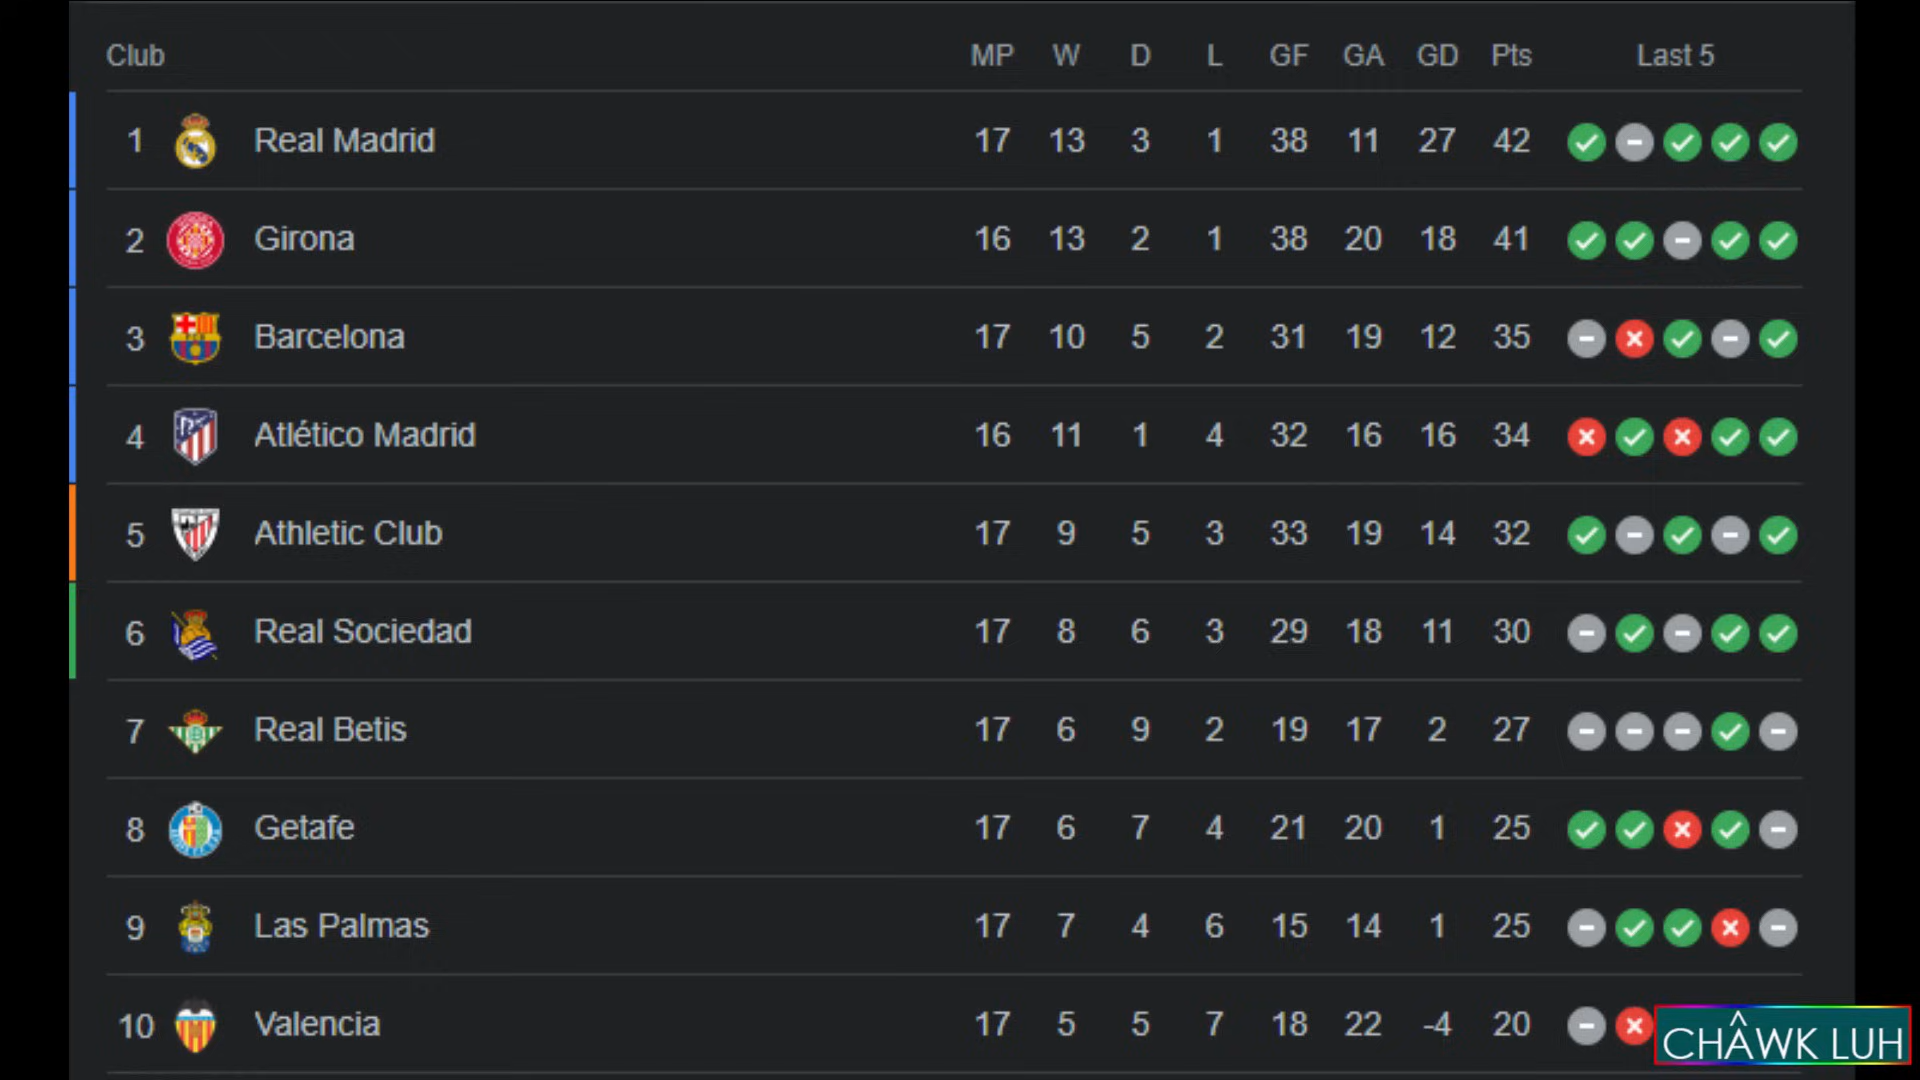 Club MP W D L GF GA GD Pts Last 5
1 Real Madrid 17 13 3 1 38 11 27 42
2 Girona 16 13 2 1 38 20 18 41
3 Barcelona 17 10 5 2 31 19 12 35
4 Atlético Madrid 16 11 1 4 32 16 16 34
5 Athletic Club 17 9 5 3 33 19 14 32
6 Real Sociedad 17 8 6 3 29 18 11 30
7 Real Betis 17 6 9 2 19 17 2 27
8 Getafe 17 6 7 4 21 20 1 25
9 Las Palmas 17 7 4 6 15 14 1 25
10 Valencia 17 5 5 7 18 22 -4 20
CHÂWK LUH